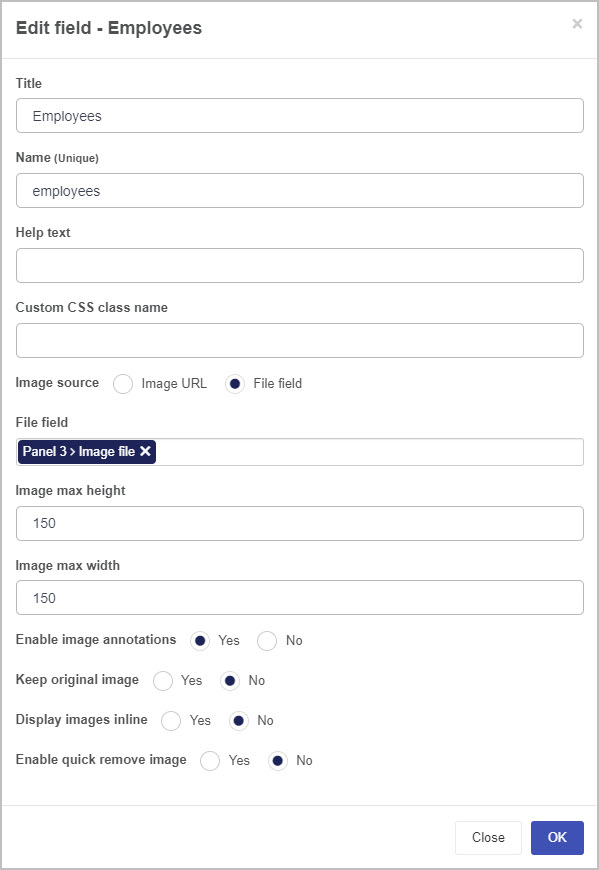 Edit field - Employees ×
Title
Employees
Name (Unique)
employees
Help text
Custom CSS class name
Image source Image URL File field
File field
Panel 3 > Image file ✕
Image max height
150
Image max width
150
Enable image annotations Yes No
Keep original image Yes No
Display images inline Yes No
Enable quick remove image Yes No
Close OK